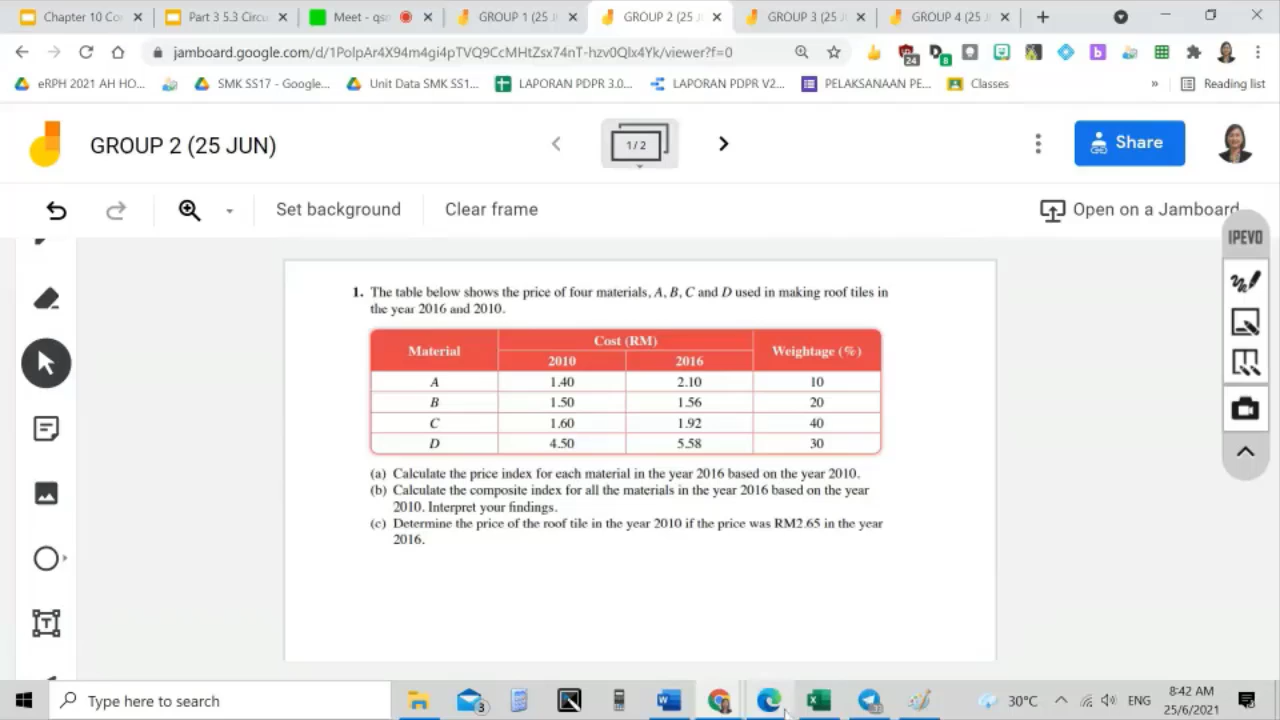 Chapter 10 Co
Part 3 5.3 Circu
Meet - qs
GROUP 1 (25 J
GROUP 2 (25
GROUP 3 (25 J
GROUP 4 (25 J
jamboard.google.com/d/1PolpAr4X94m4gi4pTVQ9CcMHtZsx74nT-hzv0Qlx4Yk/viewer?f=0
24
8
b
eRPH 2021 AH HO...
SMK SS17 - Google...
Unit Data SMK SS1...
LAPORAN PDPR 3.0...
LAPORAN PDPR V2...
PELAKSANAAN PE...
Classes
»
Reading list
GROUP 2 (25 JUN)
1/2
Share
Set background
Clear frame
Open on a Jamboard
IPEVO
1. The table below shows the price of four materials, A, B, C and D used in making roof tiles in
the year 2016 and 2010.
Material Cost (RM) Weightage (%)
2010 2016
A 1.40 2.10 10
B 1.50 1.56 20
C 1.60 1.92 40
D 4.50 5.58 30
(a) Calculate the price index for each material in the year 2016 based on the year 2010.
(b) Calculate the composite index for all the materials in the year 2016 based on the year
2010. Interpret your findings.
(c) Determine the price of the roof tile in the year 2010 if the price was RM2.65 in the year
2016.
Type here to search
3
30°C
ENG
8:42 AM
25/6/2021